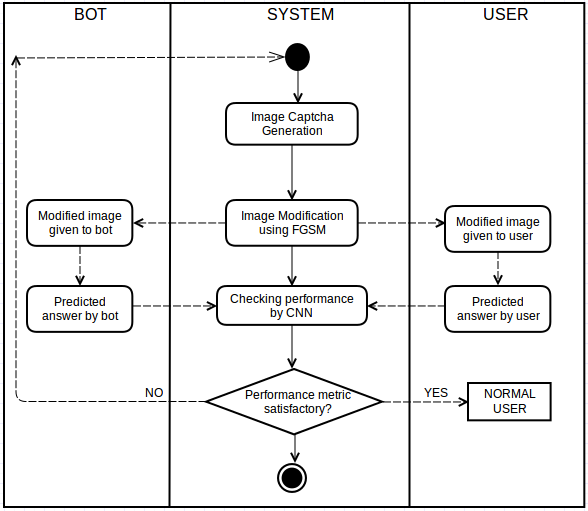 BOT
SYSTEM
USER
Image Captcha
Generation
Modified image
given to bot
Image Modification
using FGSM
Modified image
given to user
Predicted
answer by bot
Checking performance
by CNN
Predicted
answer by user
NO
Performance metric
satisfactory?
YES
NORMAL
USER